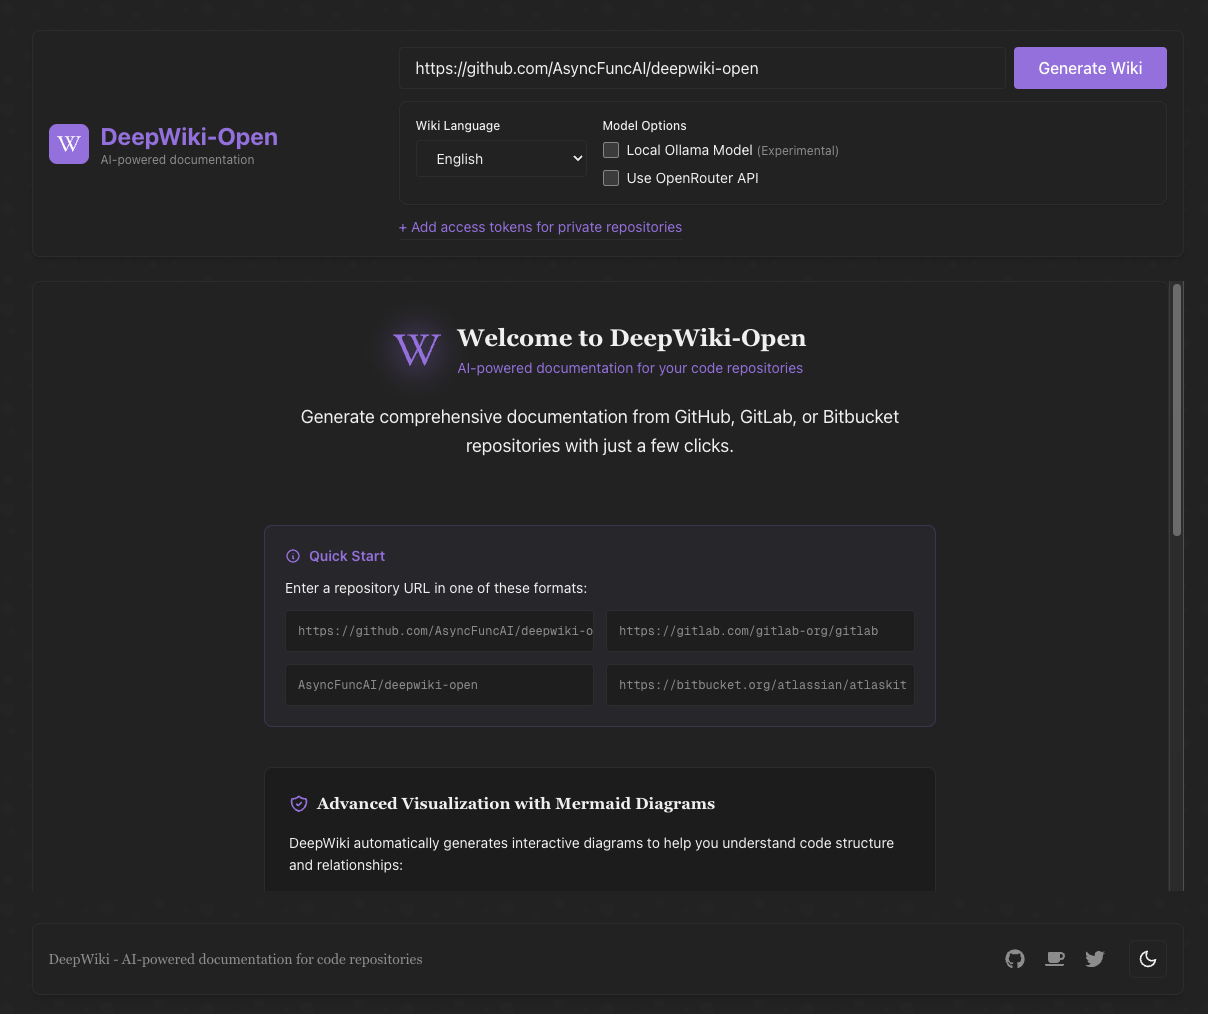 https://github.com/AsyncFuncAI/deepwiki-open
Generate Wiki
W
DeepWiki-Open
AI-powered documentation
Wiki Language
English
Model Options
Local Ollama Model (Experimental)
Use OpenRouter API
+ Add access tokens for private repositories
W
Welcome to DeepWiki-Open
AI-powered documentation for your code repositories
Generate comprehensive documentation from GitHub, GitLab, or Bitbucket
repositories with just a few clicks.
Quick Start
Enter a repository URL in one of these formats:
https://github.com/AsyncFuncAI/deepwiki-o
https://gitlab.com/gitlab-org/gitlab
AsyncFuncAI/deepwiki-open
https://bitbucket.org/atlassian/atlaskit
Advanced Visualization with Mermaid Diagrams
DeepWiki automatically generates interactive diagrams to help you understand code structure
and relationships:
DeepWiki - AI-powered documentation for code repositories